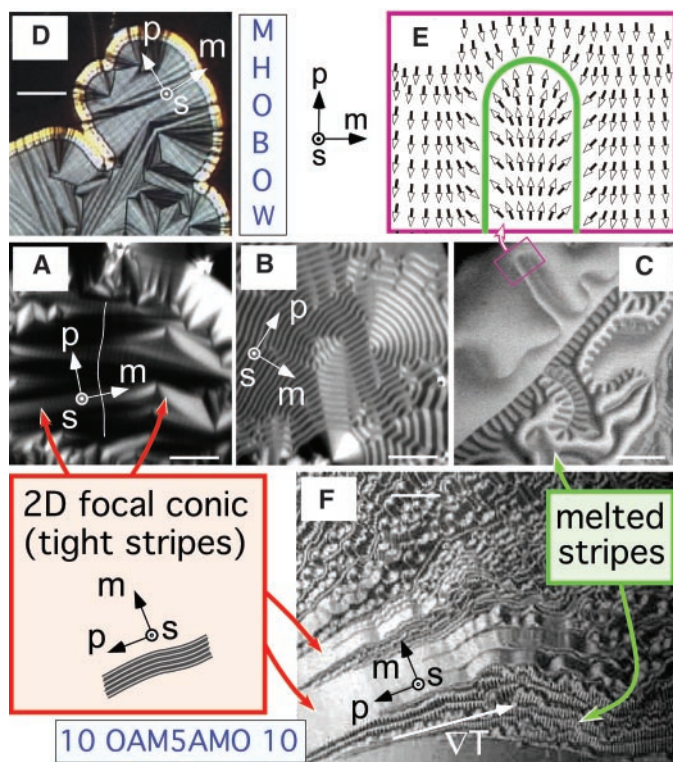 D
p
m
s
M
H
O
B
O
W
p
m
s
E
A
p
m
s
B
p
m
s
C
2D focal conic
(tight stripes)
m
p
s
F
m
p
s
∇T
melted
stripes
10 OAM5AMO 10